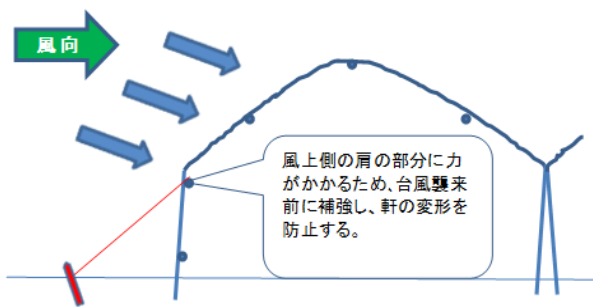 風向
風上側の肩の部分に力
がかかるため、台風襲来
前に補強し、軒の変形を
防止する。